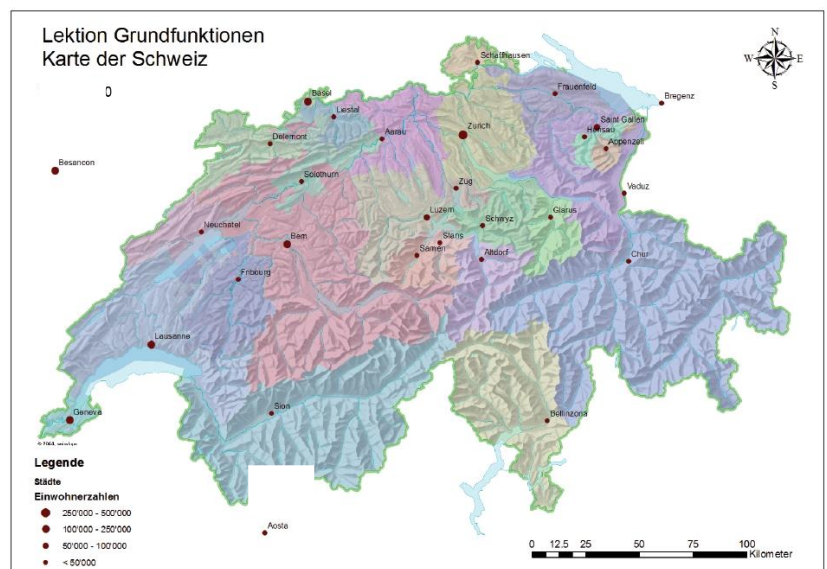 Lektion Grundfunktionen
Karte der Schweiz
0
N
W E
S
Schaffhausen
Frauenfeld
Bregenz
Basel
Liestal
Saint Gallen
Herisau
Appenzell
Zürich
Aarau
Delemont
Besancon
Solothurn
Zug
Vaduz
Luzern
Schwyz
Glarus
Neuchatel
Bern
Stans
Sarnen
Altdorf
Chur
Fribourg
Lausanne
Sion
Geneva
Bellinzona
Aosta
Legende
Städte
Einwohnerzahlen
250'000 - 500'000
100'000 - 250'000
50'000 - 100'000
< 50'000
0 12.5 25 50 75 100
Kilometer